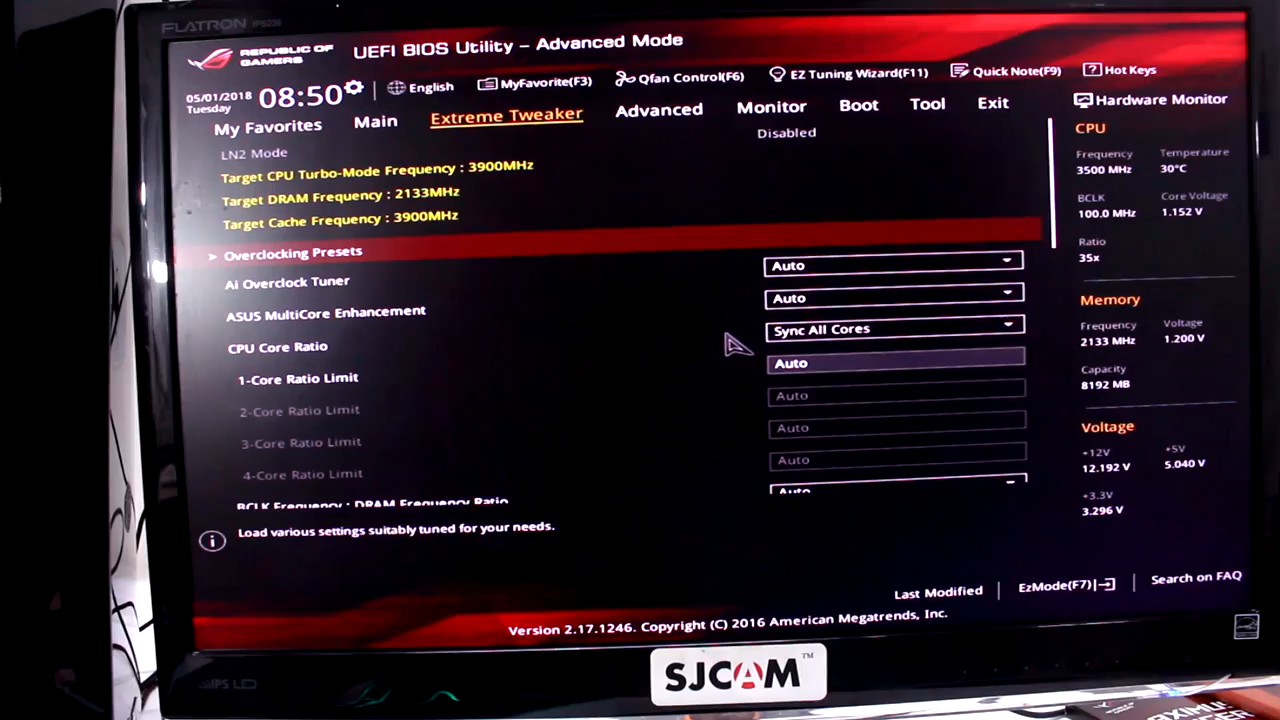 FLATRON IPS236
REPUBLIC OF
GAMERS
UEFI BIOS Utility – Advanced Mode
05/01/2018
Tuesday
08:50
English
MyFavorite(F3)
Qfan Control(F6)
EZ Tuning Wizard(F11)
Quick Note(F9)
Hot Keys
My Favorites
Main
Extreme Tweaker
Advanced
Monitor
Boot
Tool
Exit
LN2 Mode
Disabled
Target CPU Turbo-Mode Frequency : 3900MHz
Target DRAM Frequency : 2133MHz
Target Cache Frequency : 3900MHz
> Overclocking Presets
Ai Overclock Tuner
Auto
ASUS MultiCore Enhancement
Auto
CPU Core Ratio
Sync All Cores
1-Core Ratio Limit
Auto
2-Core Ratio Limit
Auto
3-Core Ratio Limit
Auto
4-Core Ratio Limit
Auto
BCLK Frequency : DRAM Frequency Ratio
Auto
Load various settings suitably tuned for your needs.
Hardware Monitor
CPU
Frequency Temperature
3500 MHz 30°C
BCLK Core Voltage
100.0 MHz 1.152 V
Ratio
35x
Memory
Frequency Voltage
2133 MHz 1.200 V
Capacity
8192 MB
Voltage
+12V +5V
12.192 V 5.040 V
+3.3V
3.296 V
Last Modified
EzMode(F7)
Search on FAQ
Version 2.17.1246. Copyright (C) 2016 American Megatrends, Inc.
IPS LED
SJCAM™